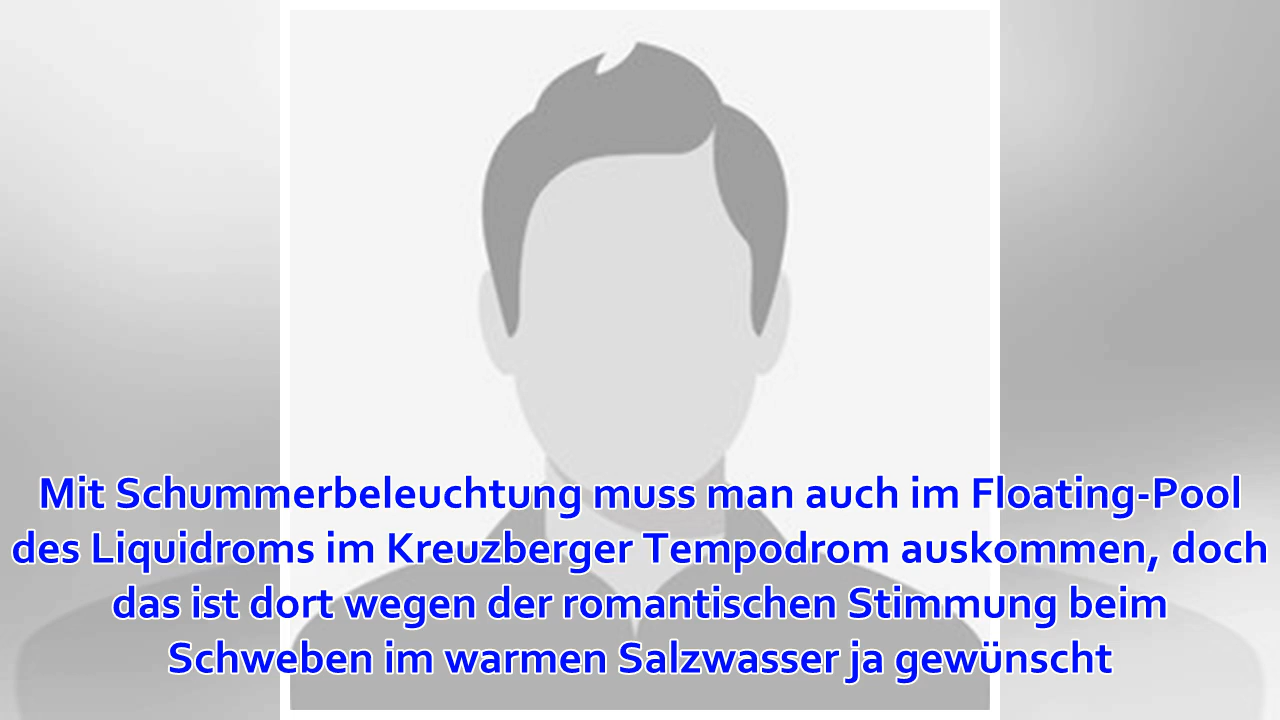 Mit Schummerbeleuchtung muss man auch im Floating-Pool
des Liquidroms im Kreuzberger Tempodrom auskommen, doch
das ist dort wegen der romantischen Stimmung beim
Schweben im warmen Salzwasser ja gewünscht